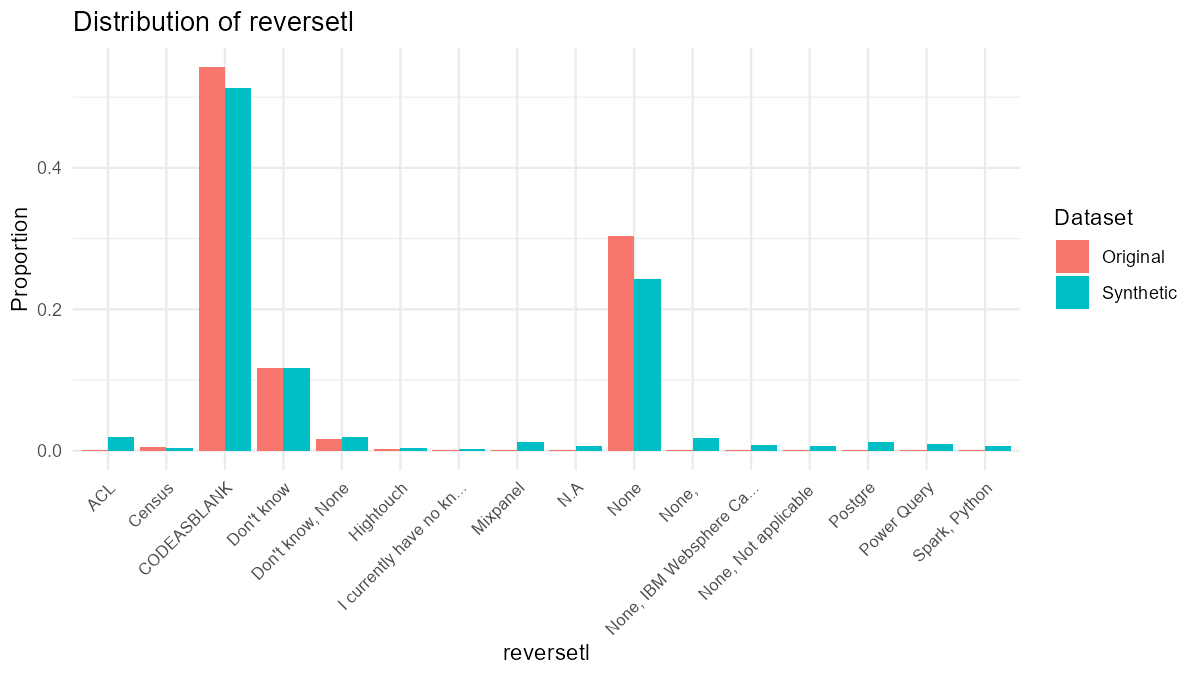 Distribution of reversetl
Proportion
0.4
0.2
0.0
ACL
Census
CODEASBLANK
Don't know
Don't know, None
Hightouch
I currently have no kn...
Mixpanel
N.A
None
None,
None, IBM Websphere Ca...
None, Not applicable
Postgre
Power Query
Spark, Python
reversetl
Dataset
Original
Synthetic